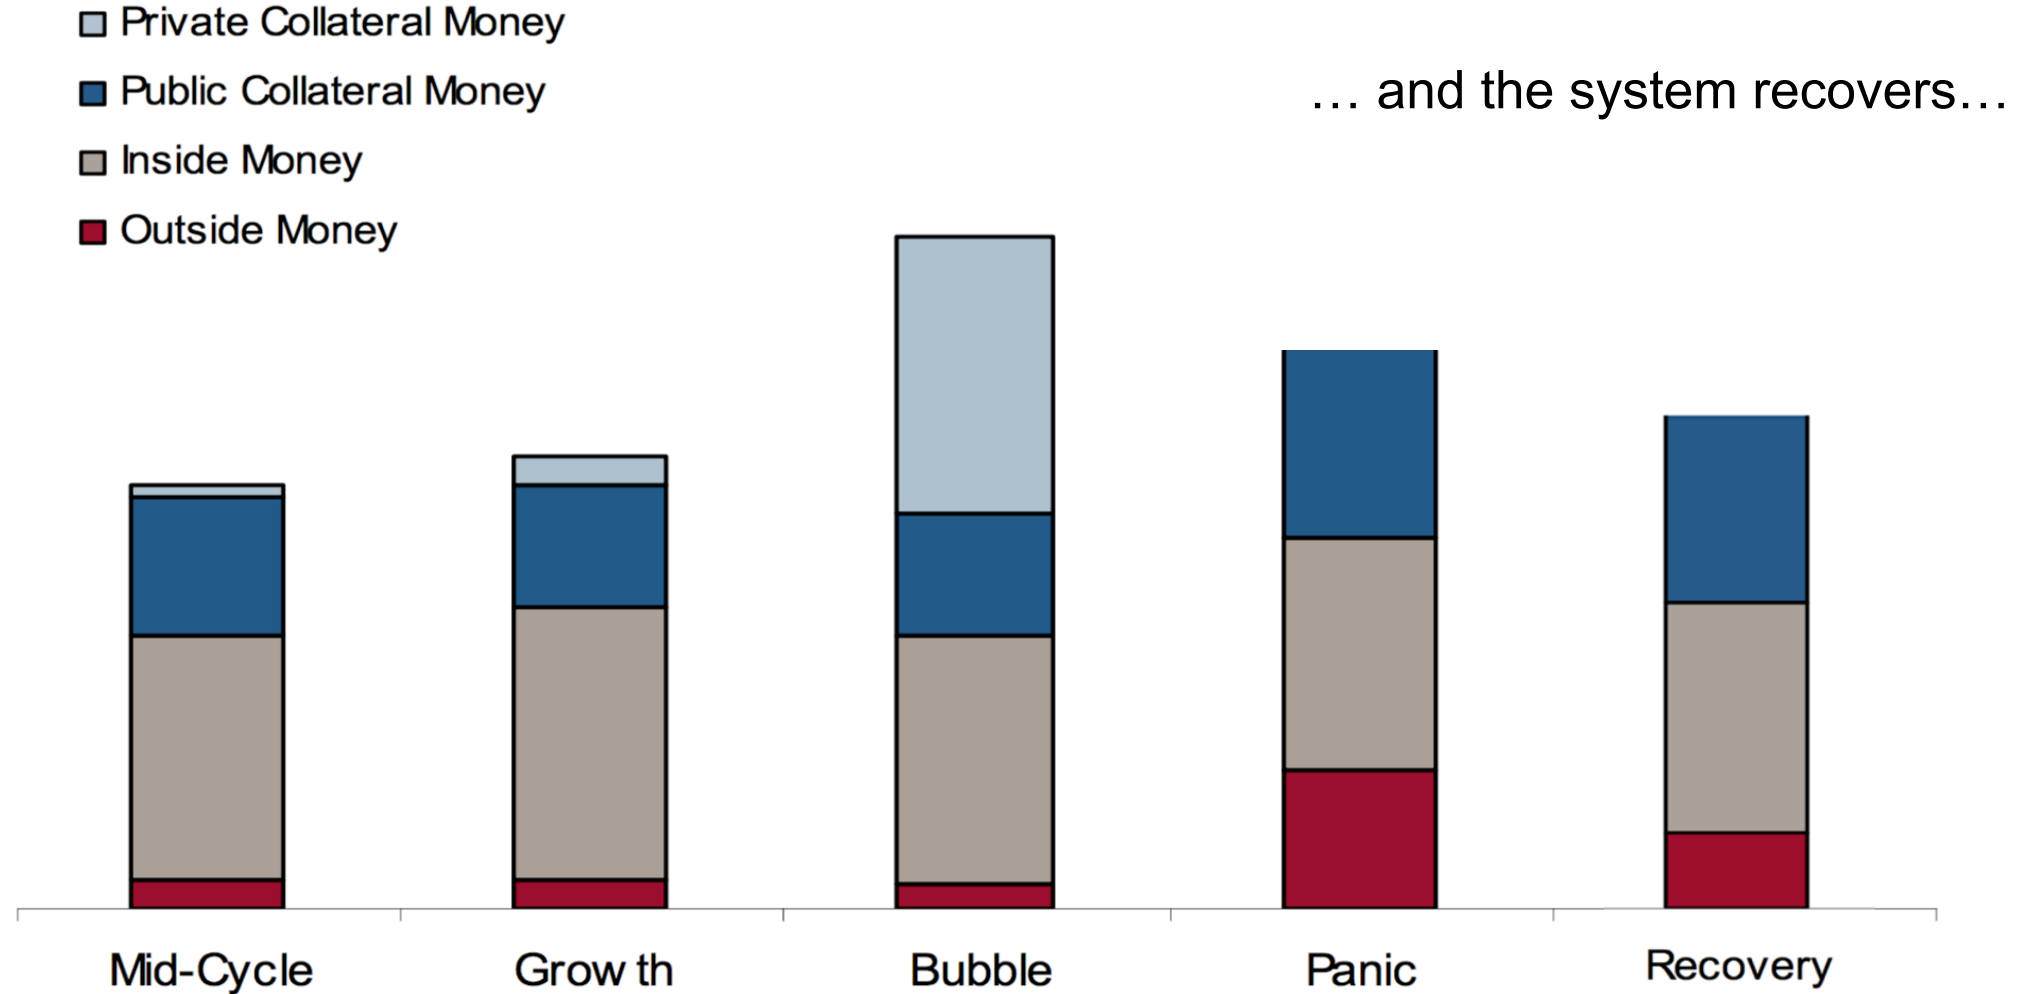 Private Collateral Money
Public Collateral Money
Inside Money
Outside Money
… and the system recovers…
Mid-Cycle
Grow th
Bubble
Panic
Recovery